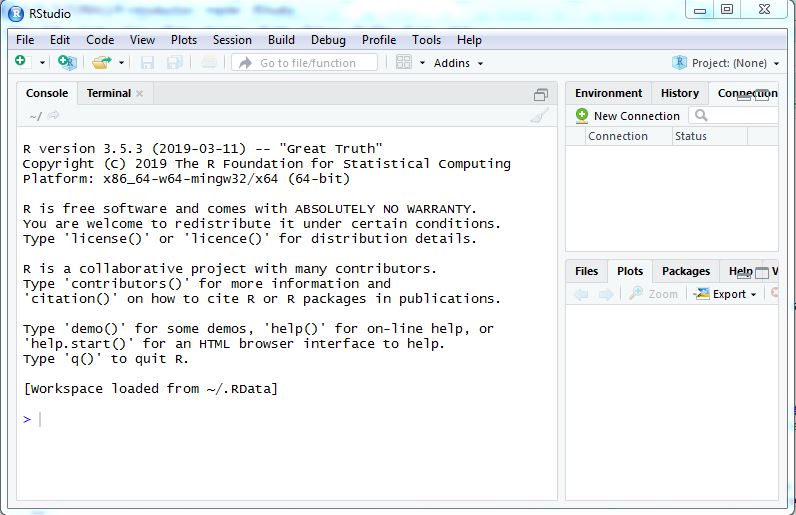 RStudio
File Edit Code View Plots Session Build Debug Profile Tools Help
Go to file/function Addins Project: (None)
Console Terminal
~/
R version 3.5.3 (2019-03-11) -- "Great Truth"
Copyright (C) 2019 The R Foundation for Statistical Computing
Platform: x86_64-w64-mingw32/x64 (64-bit)
R is free software and comes with ABSOLUTELY NO WARRANTY.
You are welcome to redistribute it under certain conditions.
Type 'license()' or 'licence()' for distribution details.
R is a collaborative project with many contributors.
Type 'contributors()' for more information and
'citation()' on how to cite R or R packages in publications.
Type 'demo()' for some demos, 'help()' for on-line help, or
'help.start()' for an HTML browser interface to help.
Type 'q()' to quit R.
[Workspace loaded from ~/.RData]
>
Environment History Connection
New Connection
Connection Status
Files Plots Packages Help V
Zoom Export